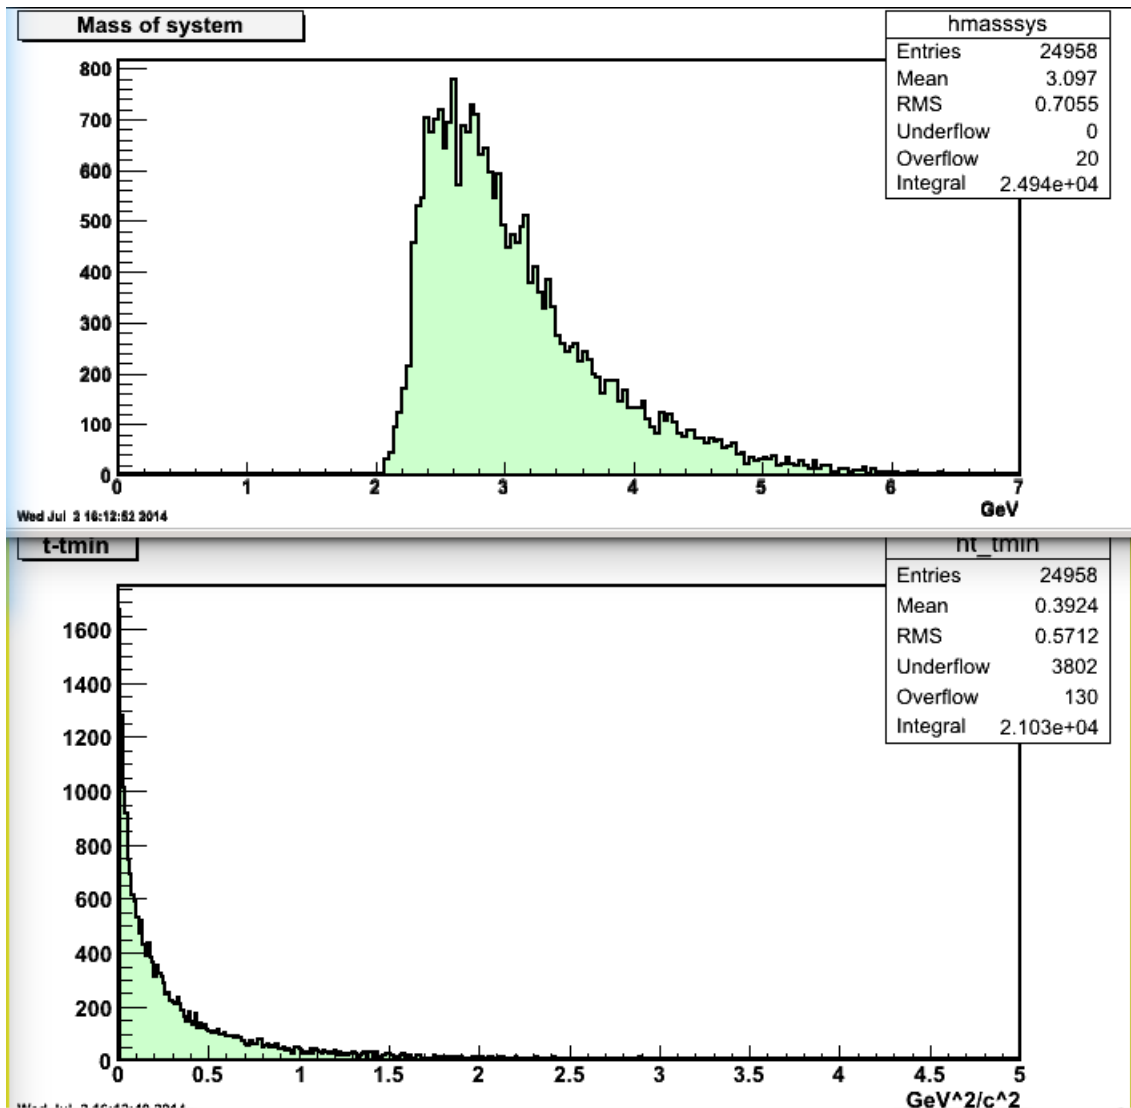 Mass of system
hmasssys
Entries 24958
Mean 3.097
RMS 0.7055
Underflow 0
Overflow 20
Integral 2.494e+04
800
700
600
500
400
300
200
100
0
0 1 2 3 4 5 6 7
GeV
Wed Jul 2 16:12:52 2014
t-tmin
ht_tmin
Entries 24958
Mean 0.3924
RMS 0.5712
Underflow 3802
Overflow 130
Integral 2.103e+04
1600
1400
1200
1000
800
600
400
200
0
0 0.5 1 1.5 2 2.5 3 3.5 4 4.5 5
GeV^2/c^2